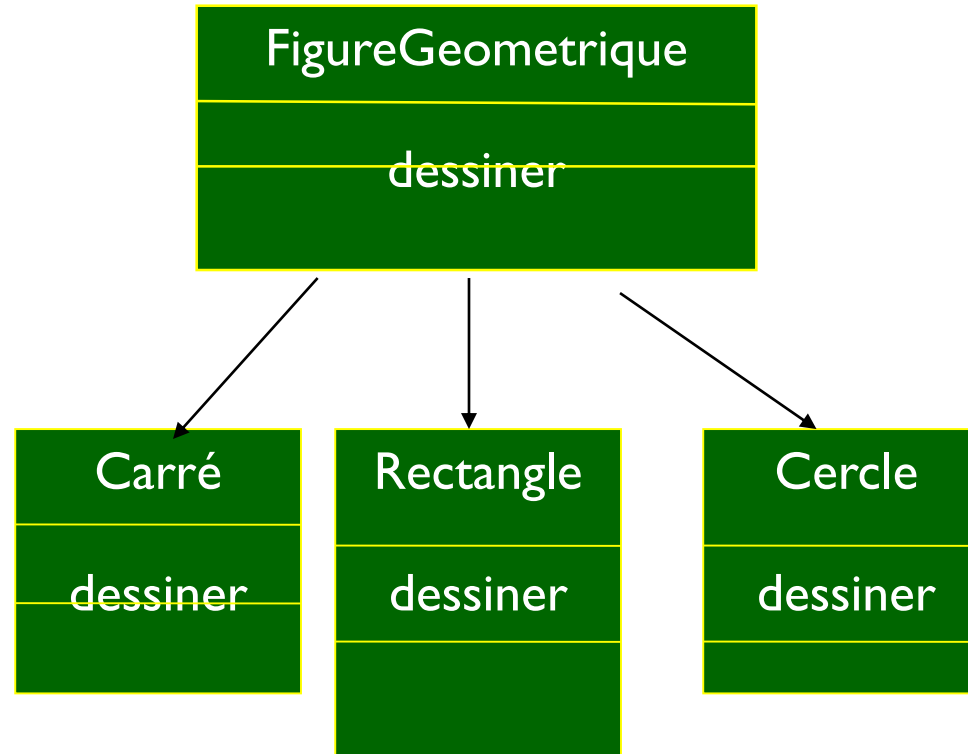 FigureGeometrique
dessiner
Carré
dessiner
Rectangle
dessiner
Cercle
dessiner